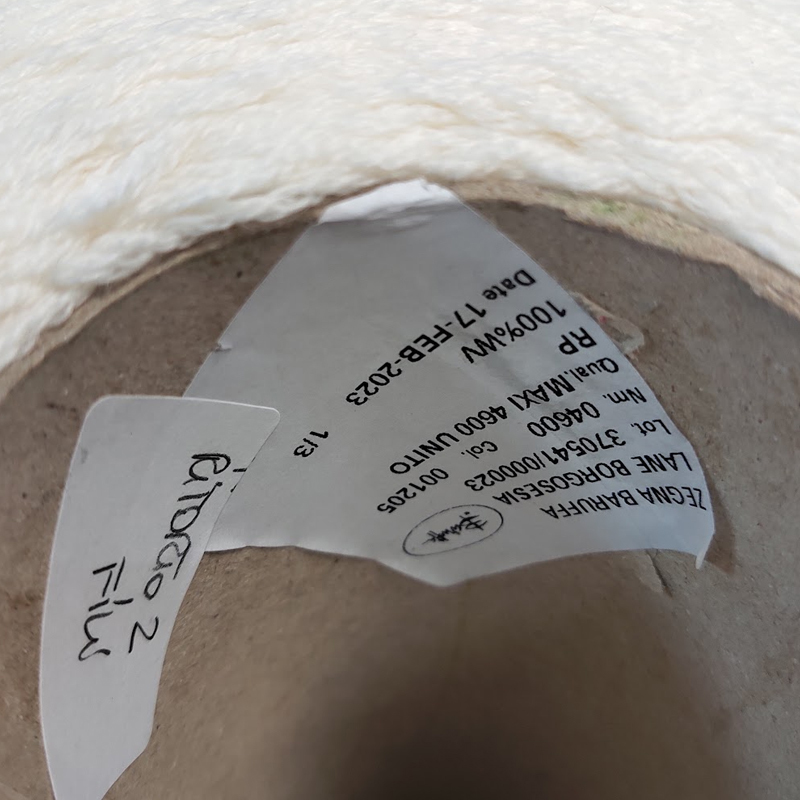 ZEGNA BARUFFA
LANE BORGOSESIA
Lot. 370541/000023
Nm. 04600 Col. 001205
Qual. MAXI 4600 UNITO
RP
100%WV
Date 17-FEB-2023 1/3
RITORTO 2
FILI